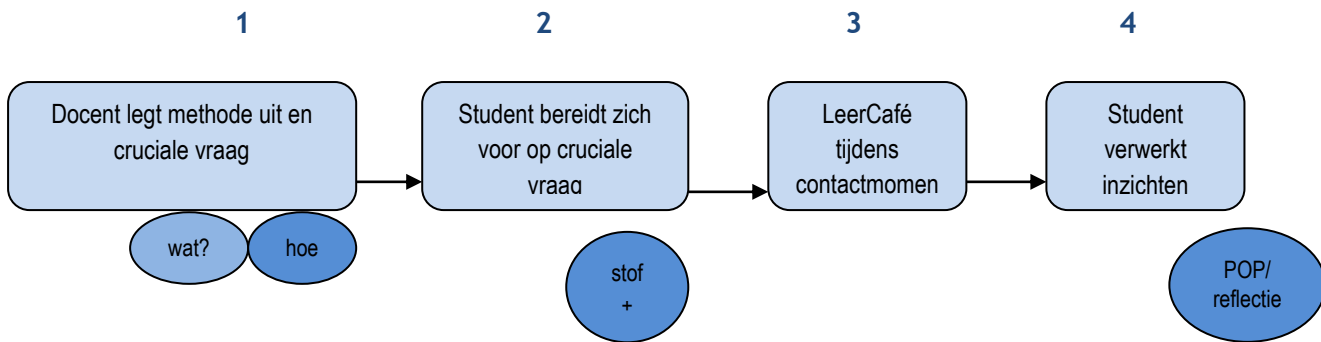 1
2
3
4
Docent legt methode uit en
cruciale vraag
Student bereidt zich
voor op cruciale
vraag
LeerCafé
tijdens
contactmomen
Student
verwerkt
inzichten
wat?
hoe
stof
+
POP/
reflectie